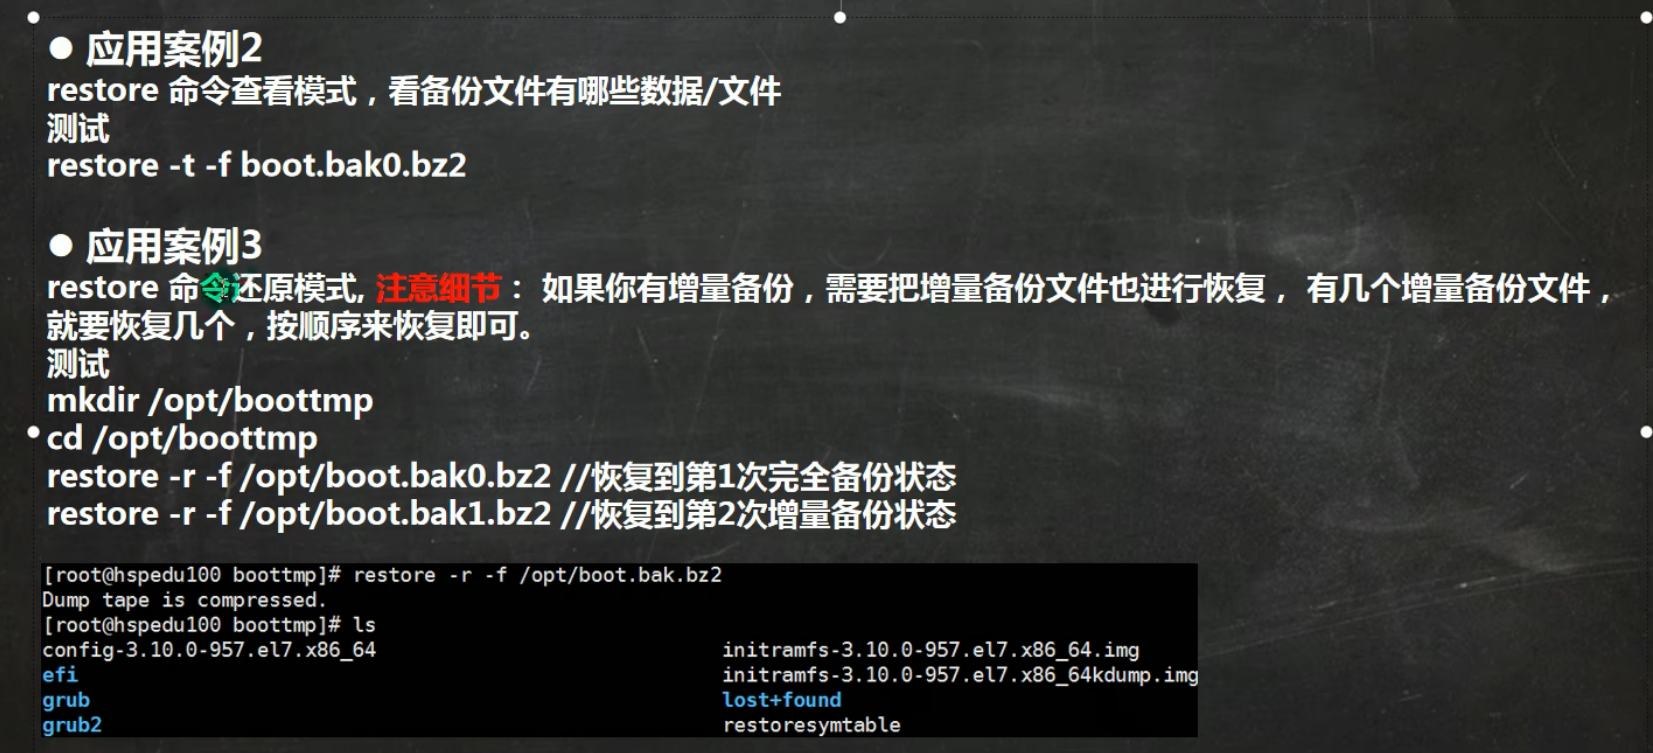 ● 应用案例2
restore 命令查看模式，看备份文件有哪些数据/文件
测试
restore -t -f boot.bak0.bz2
● 应用案例3
restore 命令还原模式, 注意细节： 如果你有增量备份，需要把增量备份文件也进行恢复， 有几个增量备份文件，
就要恢复几个，按顺序来恢复即可。
测试
mkdir /opt/boottmp
cd /opt/boottmp
restore -r -f /opt/boot.bak0.bz2 //恢复到第1次完全备份状态
restore -r -f /opt/boot.bak1.bz2 //恢复到第2次增量备份状态
[root@hspedu100 boottmp]# restore -r -f /opt/boot.bak.bz2
Dump tape is compressed.
[root@hspedu100 boottmp]# ls
config-3.10.0-957.el7.x86_64 initramfs-3.10.0-957.el7.x86_64.img
efi initramfs-3.10.0-957.el7.x86_64kdump.img
grub lost+found
grub2 restoresymtable